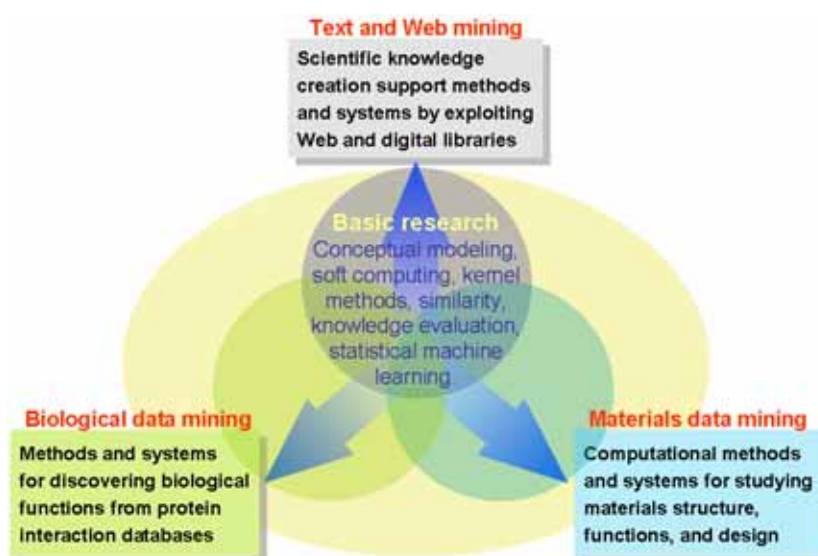 Text and Web mining
Scientific knowledge
creation support methods
and systems by exploiting
Web and digital libraries
Basic research
Conceptual modeling,
soft computing, kernel
methods, similarity,
knowledge evaluation,
statistical machine
learning
Biological data mining
Methods and systems
for discovering biological
functions from protein
interaction databases
Materials data mining
Computational methods
and systems for studying
materials structure,
functions, and design